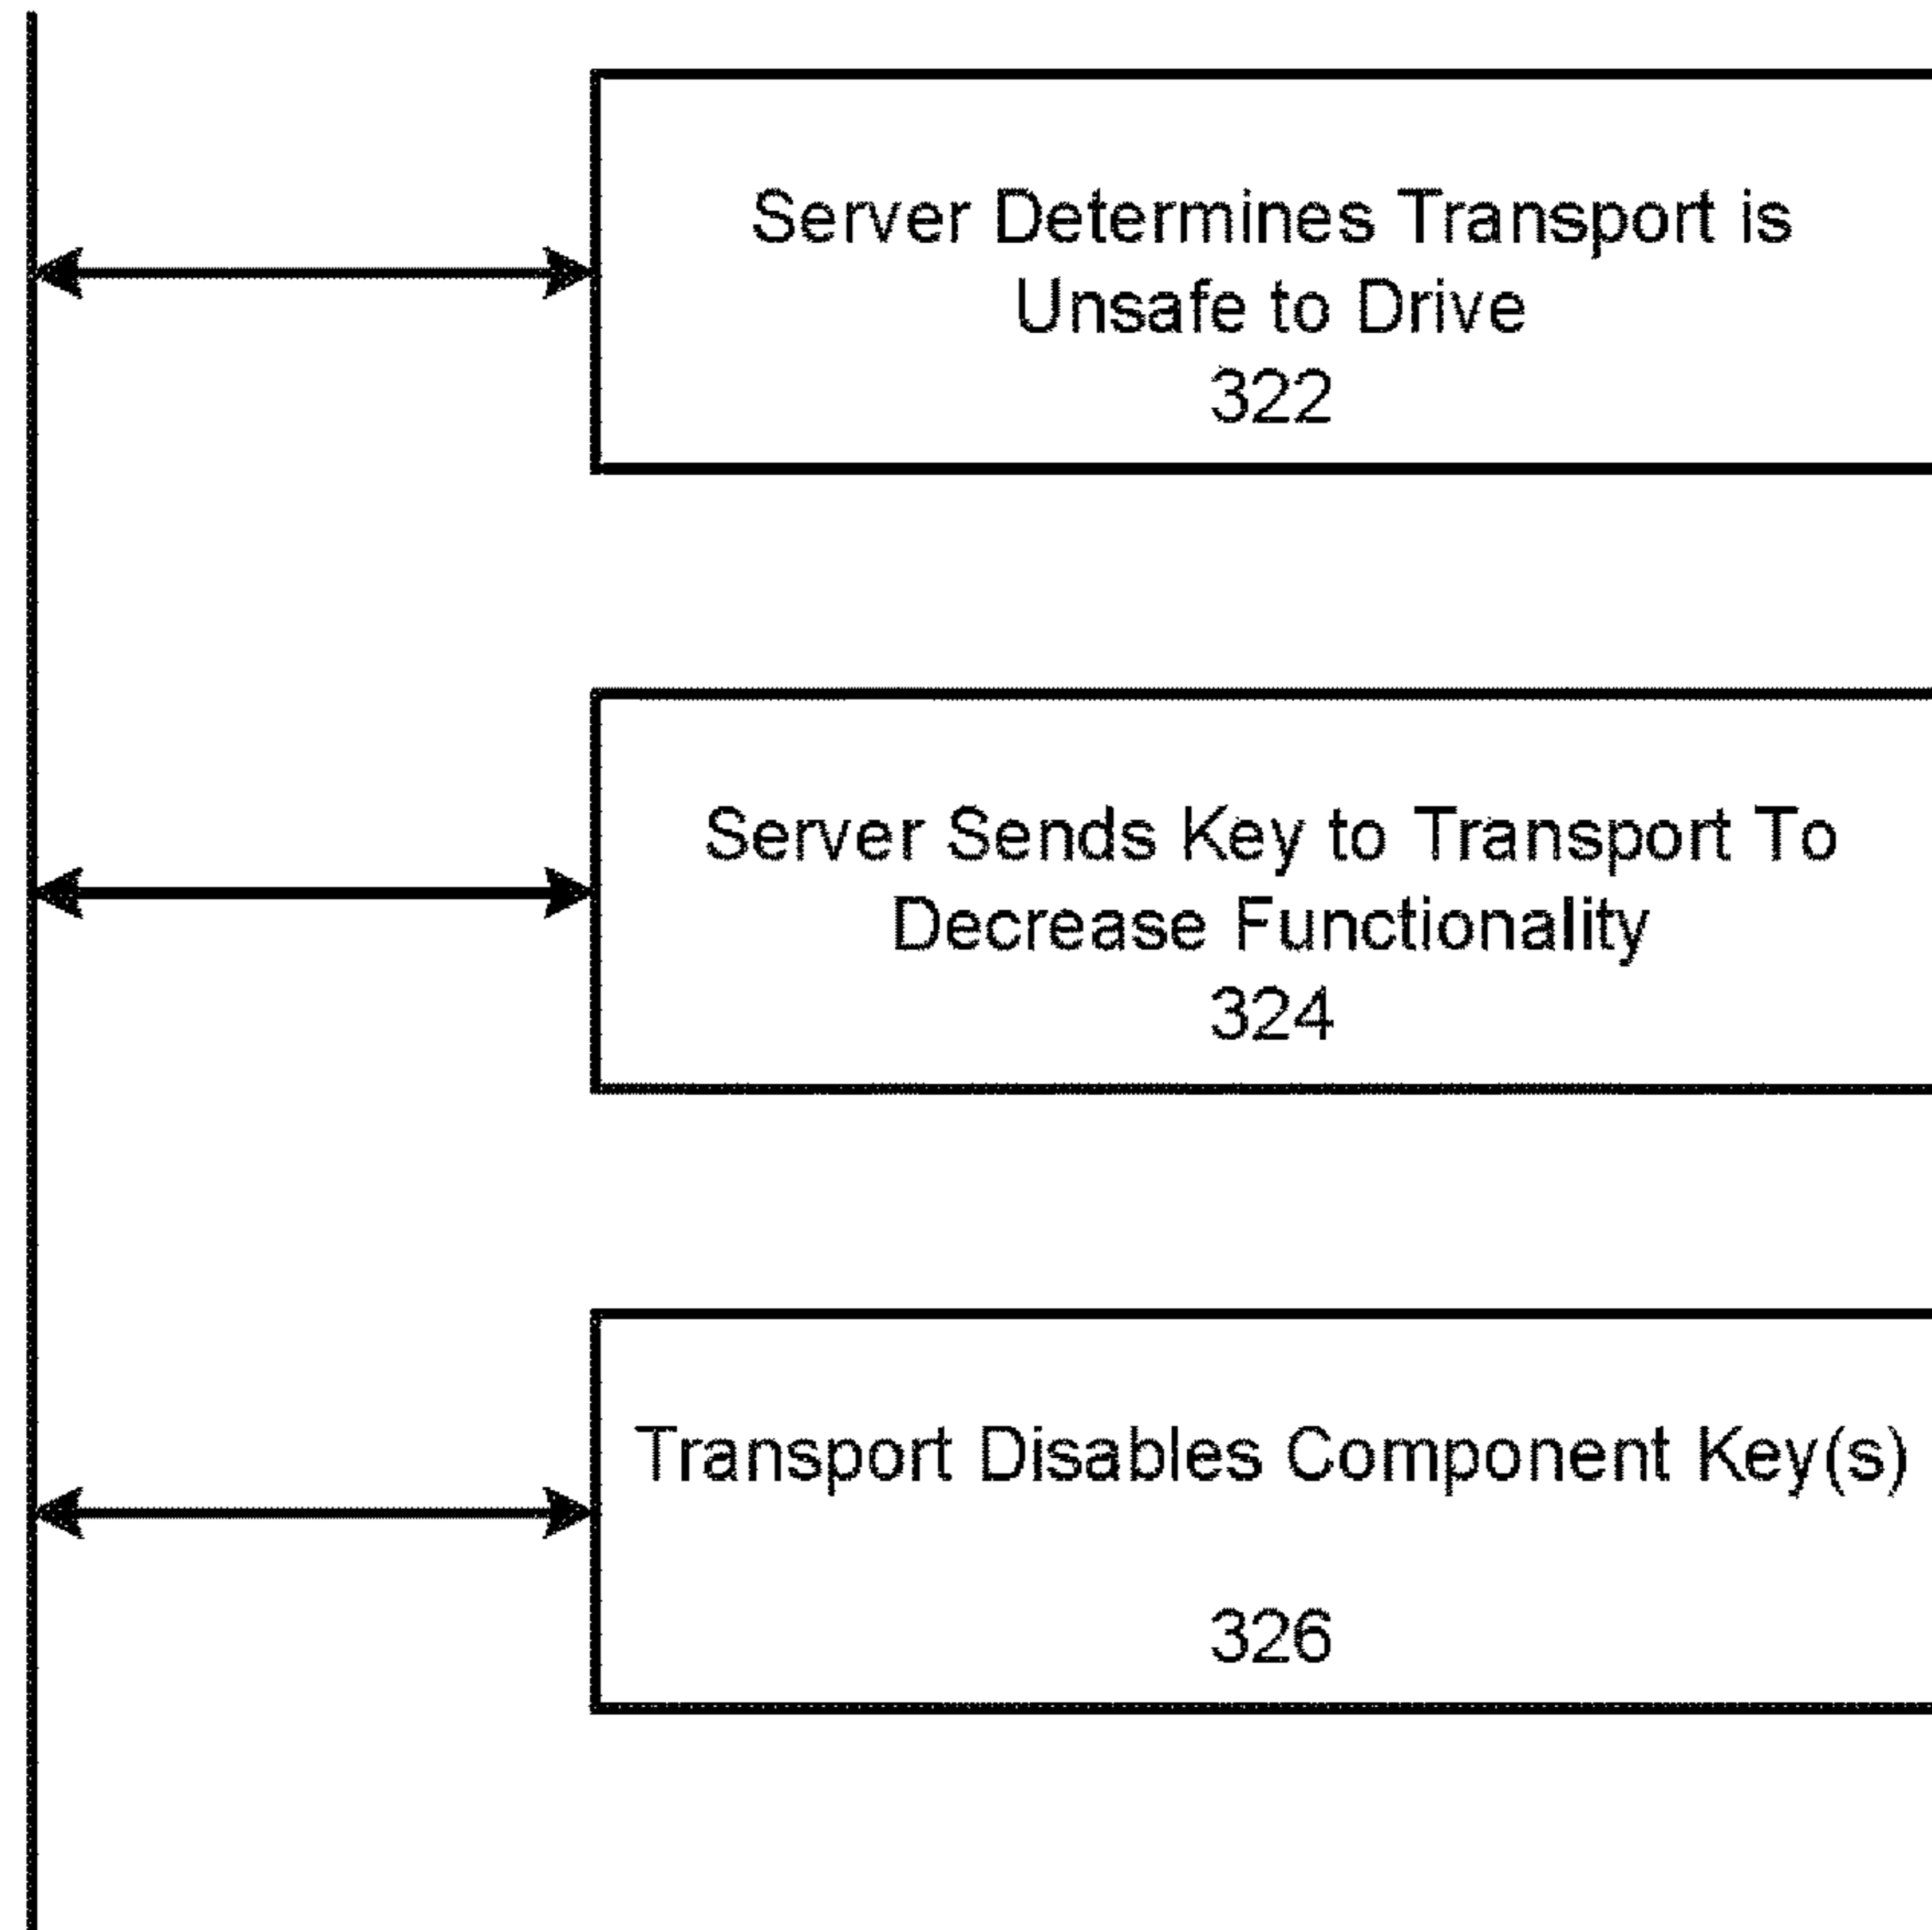 Server Determines Transport is
Unsafe to Drive
322
Server Sends Key to Transport To
Decrease Functionality
324
Transport Disables Component Key(s)
326